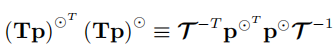 (𝐓𝐩)^{⊙^T} (𝐓𝐩)^⊙ ≡ 𝓣^{−T} 𝐩^{⊙^T} 𝐩^⊙ 𝓣^{−1}